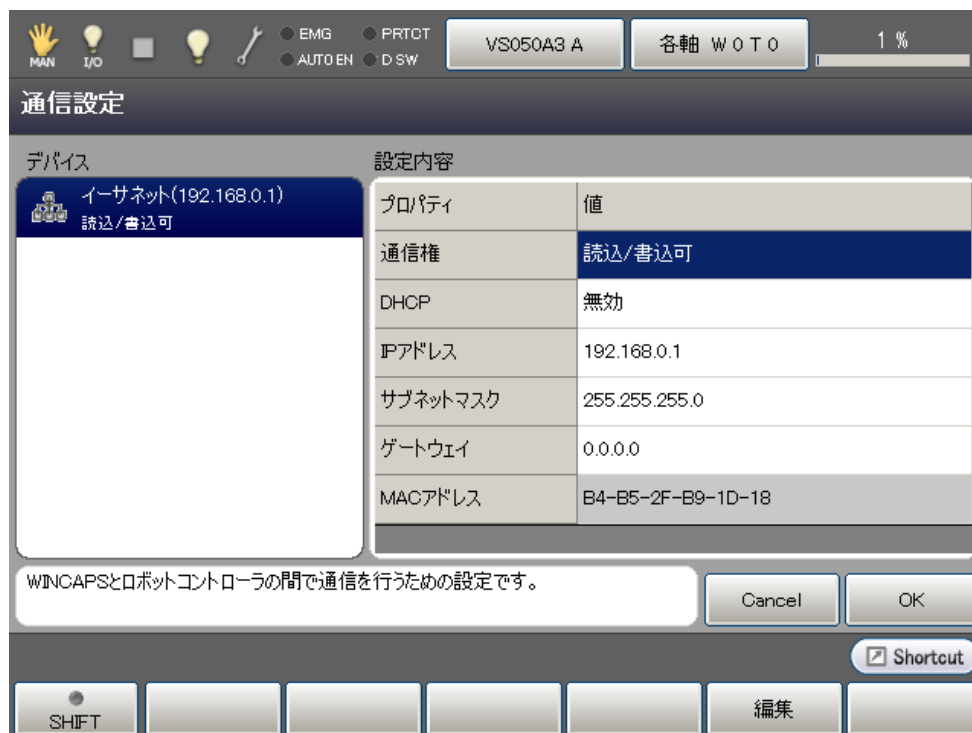 EMG
PRTCT
VS050A3 A
各軸 W 0 T 0
1 %
MAN
I/O
AUTO EN
D SW
通信設定
デバイス
設定内容
イーサネット(192.168.0.1)
読込/書込可
プロパティ
値
通信権
読込/書込可
DHCP
無効
IPアドレス
192.168.0.1
サブネットマスク
255.255.255.0
ゲートウェイ
0.0.0.0
MACアドレス
B4-B5-2F-B9-1D-18
WINCAPSとロボットコントローラの間で通信を行うための設定です。
Cancel
OK
Shortcut
SHIFT
編集